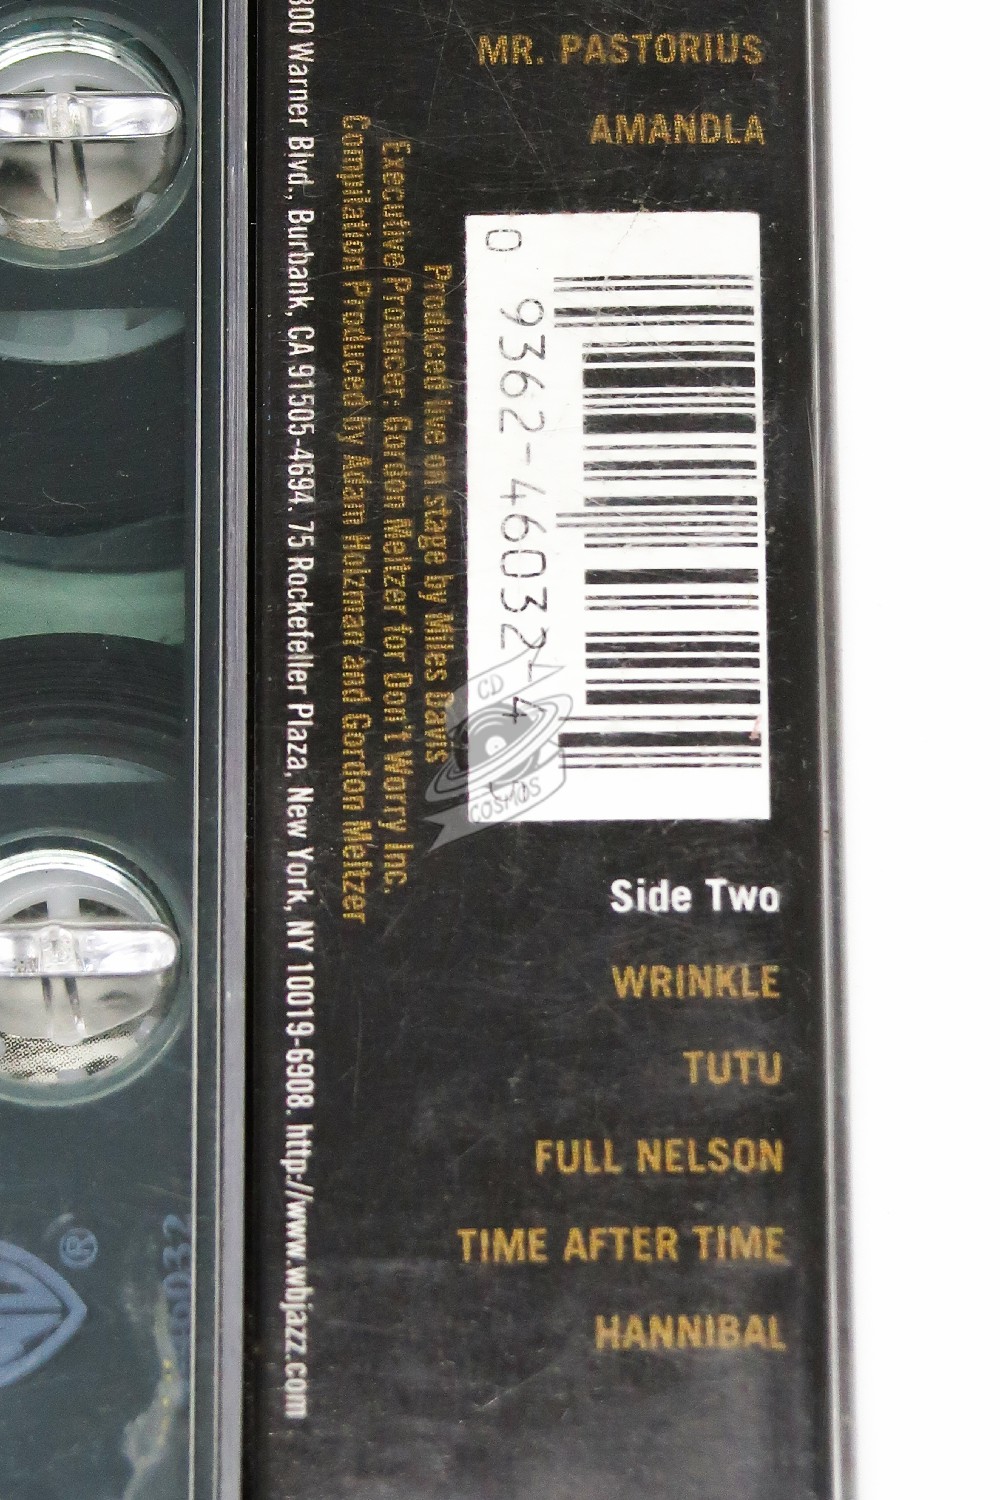 MR. PASTORIUS
AMANDLA
0
9362-46032-4
Side Two
WRINKLE
TUTU
FULL NELSON
TIME AFTER TIME
HANNIBAL
Produced live on stage by Miles Davis
Executive Producer: Gordon Meltzer for Don't Worry Inc.
Compilation Produced by Adam Holzman and Gordon Meltzer
300 Warner Blvd., Burbank, CA 91505-4694. 75 Rockefeller Plaza, New York, NY 10019-6908. http://www.wbjazz.com
CD
COSMOS
®
46032